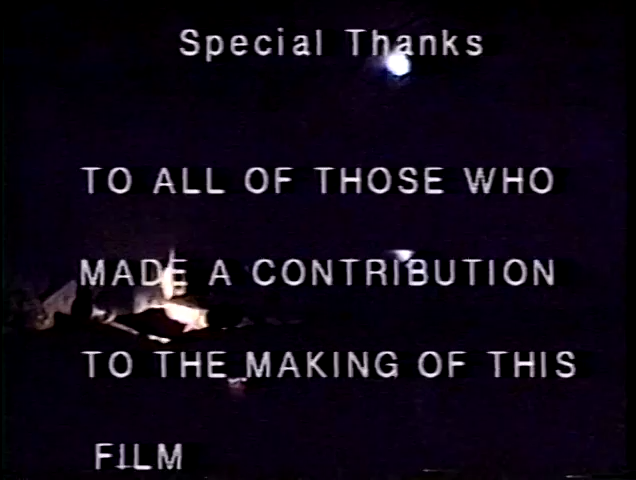 Special Thanks
TO ALL OF THOSE WHO
MADE A CONTRIBUTION
TO THE MAKING OF THIS
FILM